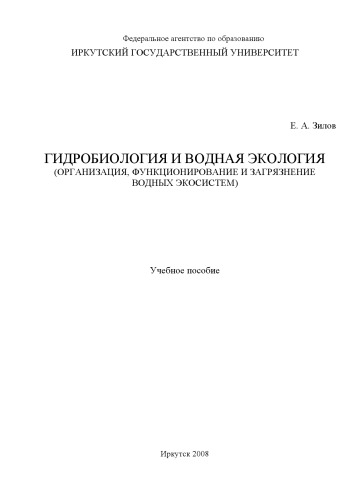 Федеральное агентство по образованию
ИРКУТСКИЙ ГОСУДАРСТВЕННЫЙ УНИВЕРСИТЕТ
Е. А. Зилов
ГИДРОБИОЛОГИЯ И ВОДНАЯ ЭКОЛОГИЯ
(ОРГАНИЗАЦИЯ, ФУНКЦИОНИРОВАНИЕ И ЗАГРЯЗНЕНИЕ
ВОДНЫХ ЭКОСИСТЕМ)
Учебное пособие
Иркутск 2008